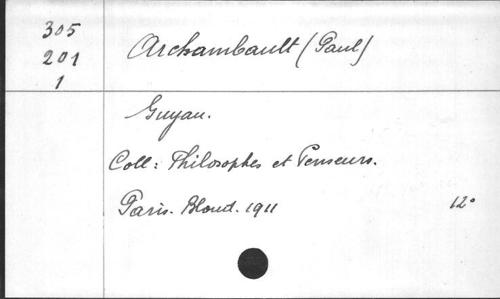 305
201
1
Archambault (Paul)
Guyau.
Coll: Philosophes et Penseurs.
Paris. Bloud. 1911 12°